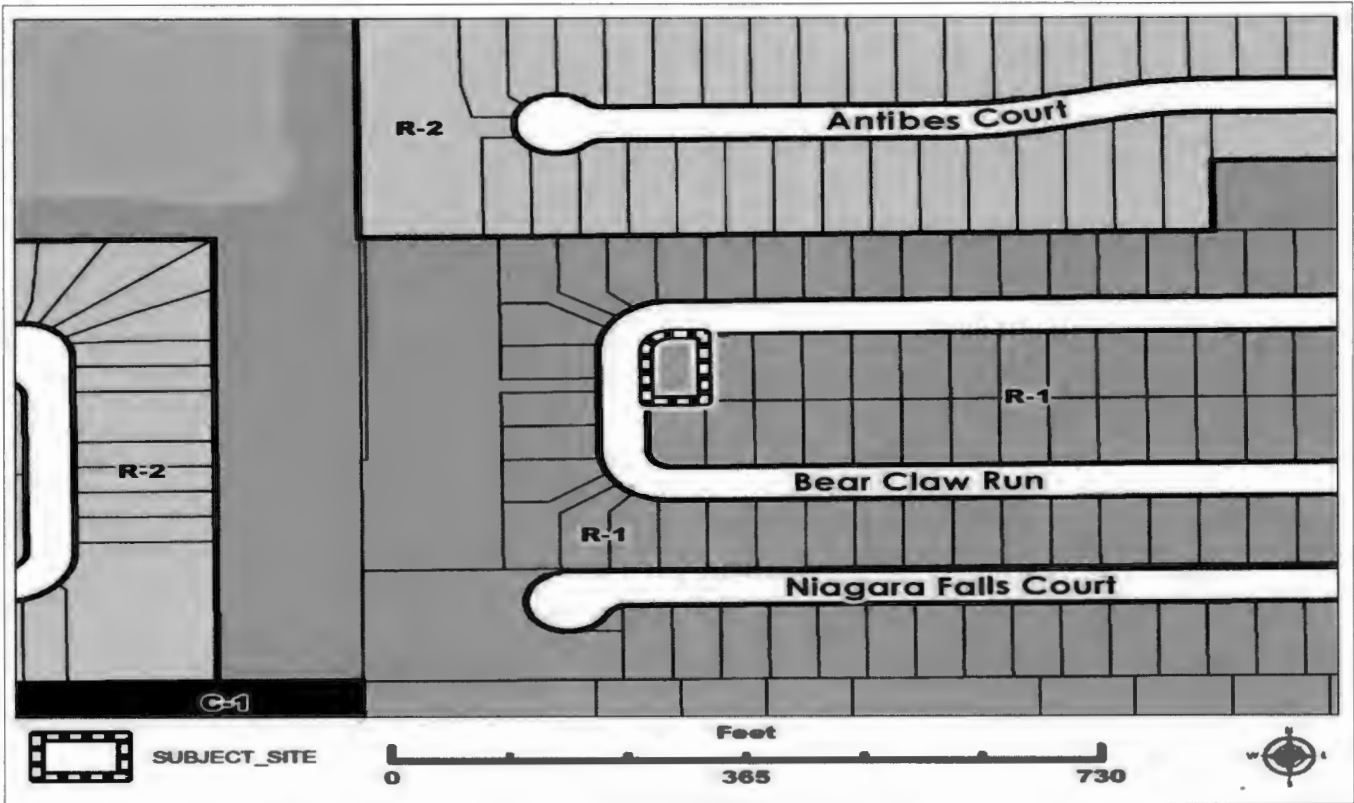 R-2
Antibes Court
R-1
R-2
Bear Claw Run
R-1
Niagara Falls Court
C-1
SUBJECT_SITE
Feet
0 365 730
N
W
S